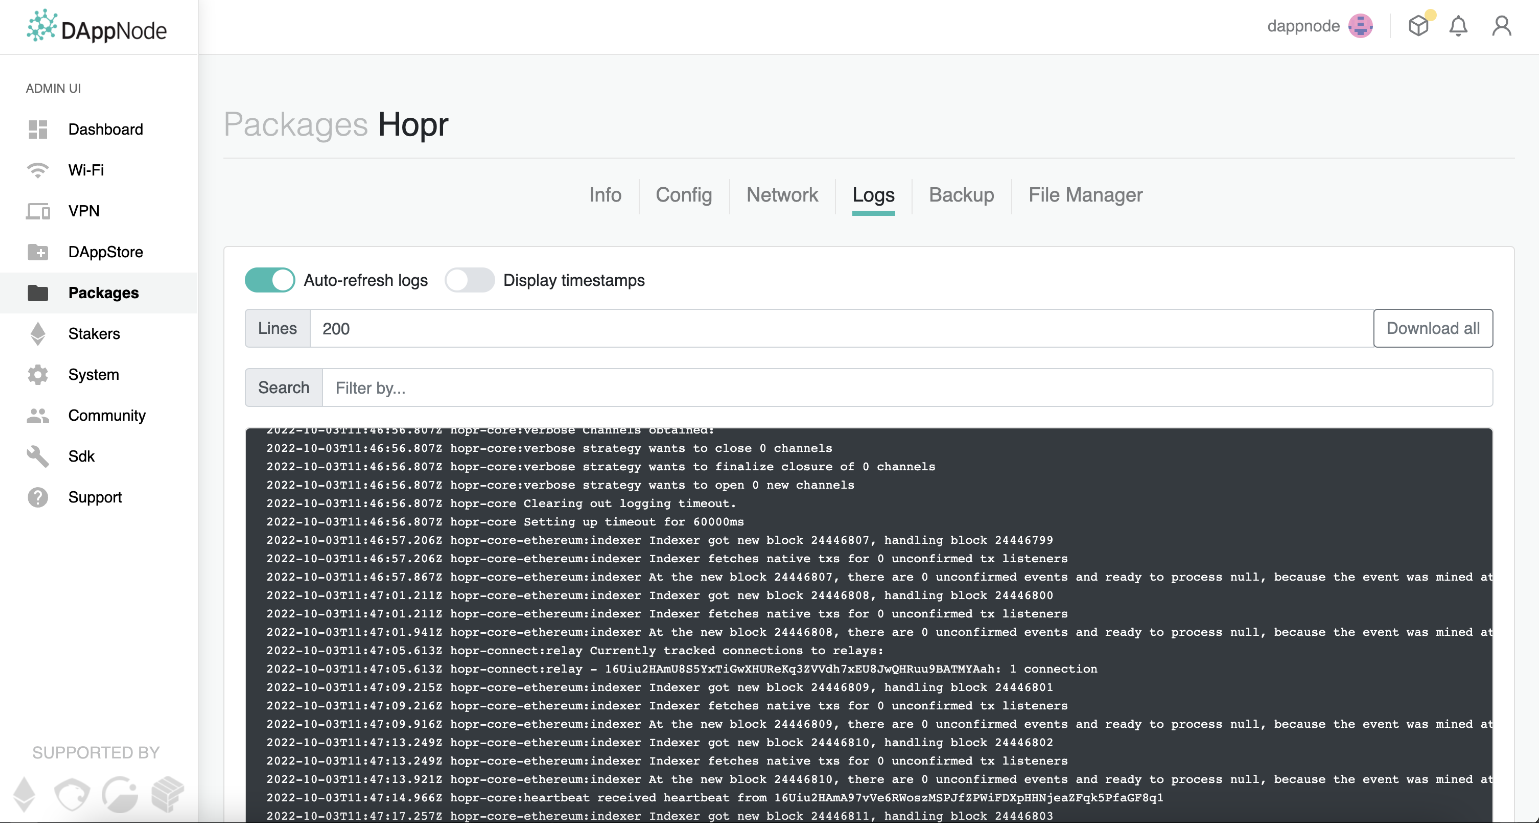 DAppNode
dappnode
ADMIN UI
Dashboard
Wi-Fi
VPN
DAppStore
Packages
Stakers
System
Community
Sdk
Support
SUPPORTED BY
Packages Hopr
Info
Config
Network
Logs
Backup
File Manager
Auto-refresh logs
Display timestamps
Lines 200
Download all
Search Filter by...
2022-10-03T11:46:56.807Z hopr-core:verbose Channels obtained:
2022-10-03T11:46:56.807Z hopr-core:verbose strategy wants to close 0 channels
2022-10-03T11:46:56.807Z hopr-core:verbose strategy wants to finalize closure of 0 channels
2022-10-03T11:46:56.807Z hopr-core:verbose strategy wants to open 0 new channels
2022-10-03T11:46:56.807Z hopr-core Clearing out logging timeout.
2022-10-03T11:46:56.807Z hopr-core Setting up timeout for 60000ms
2022-10-03T11:46:57.206Z hopr-core-ethereum:indexer Indexer got new block 24446807, handling block 24446799
2022-10-03T11:46:57.206Z hopr-core-ethereum:indexer Indexer fetches native txs for 0 unconfirmed tx listeners
2022-10-03T11:46:57.867Z hopr-core-ethereum:indexer At the new block 24446807, there are 0 unconfirmed events and ready to process null, because the event was mined at
2022-10-03T11:47:01.211Z hopr-core-ethereum:indexer Indexer got new block 24446808, handling block 24446800
2022-10-03T11:47:01.211Z hopr-core-ethereum:indexer Indexer fetches native txs for 0 unconfirmed tx listeners
2022-10-03T11:47:01.941Z hopr-core-ethereum:indexer At the new block 24446808, there are 0 unconfirmed events and ready to process null, because the event was mined at
2022-10-03T11:47:05.613Z hopr-connect:relay Currently tracked connections to relays:
2022-10-03T11:47:05.613Z hopr-connect:relay - 16Uiu2HAmU8S5YxTiGwXHUReKq3ZVVdh7xEU8JwQHRuu9BATMYAah: 1 connection
2022-10-03T11:47:09.215Z hopr-core-ethereum:indexer Indexer got new block 24446809, handling block 24446801
2022-10-03T11:47:09.216Z hopr-core-ethereum:indexer Indexer fetches native txs for 0 unconfirmed tx listeners
2022-10-03T11:47:09.916Z hopr-core-ethereum:indexer At the new block 24446809, there are 0 unconfirmed events and ready to process null, because the event was mined at
2022-10-03T11:47:13.249Z hopr-core-ethereum:indexer Indexer got new block 24446810, handling block 24446802
2022-10-03T11:47:13.249Z hopr-core-ethereum:indexer Indexer fetches native txs for 0 unconfirmed tx listeners
2022-10-03T11:47:13.921Z hopr-core-ethereum:indexer At the new block 24446810, there are 0 unconfirmed events and ready to process null, because the event was mined at
2022-10-03T11:47:14.966Z hopr-core:heartbeat received heartbeat from 16Uiu2HAmA97vVe6RWoszMSPJfZPWiFDXpHHNjeaZFqk5PfaGF8q1
2022-10-03T11:47:17.257Z hopr-core-ethereum:indexer Indexer got new block 24446811, handling block 24446803